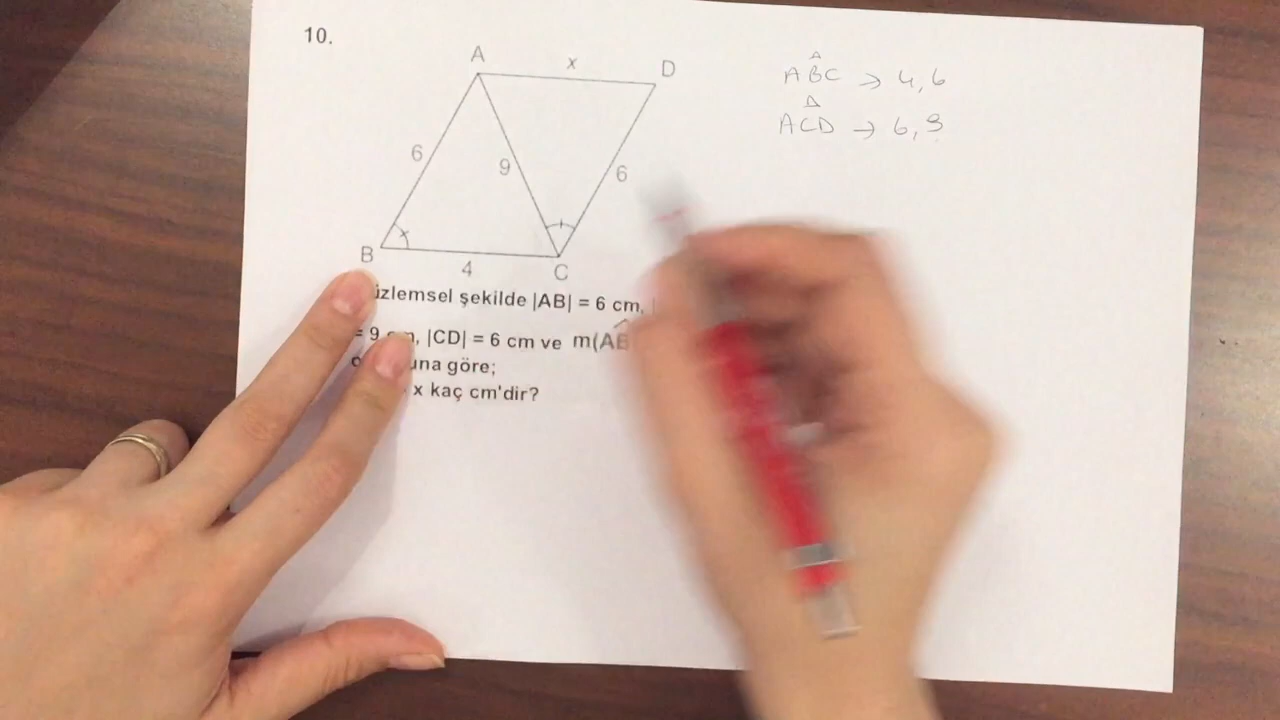 10.
A
x
D
6
9
6
B
x
4
C
izlemsel şekilde |AB| = 6 cm,
= 9 cm, |CD| = 6 cm ve m(AB
una göre;
x kaç cm'dir?
ABC → 4,6
ACD → 6,9